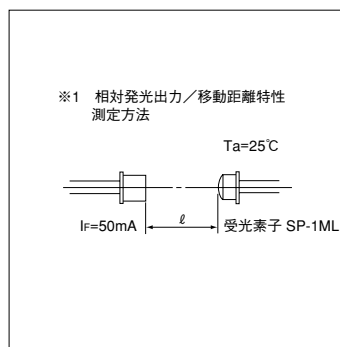 ※1 相対発光出力／移動距離特性
測定方法
Ta=25℃
IF=50mA
ℓ
受光素子 SP-1ML